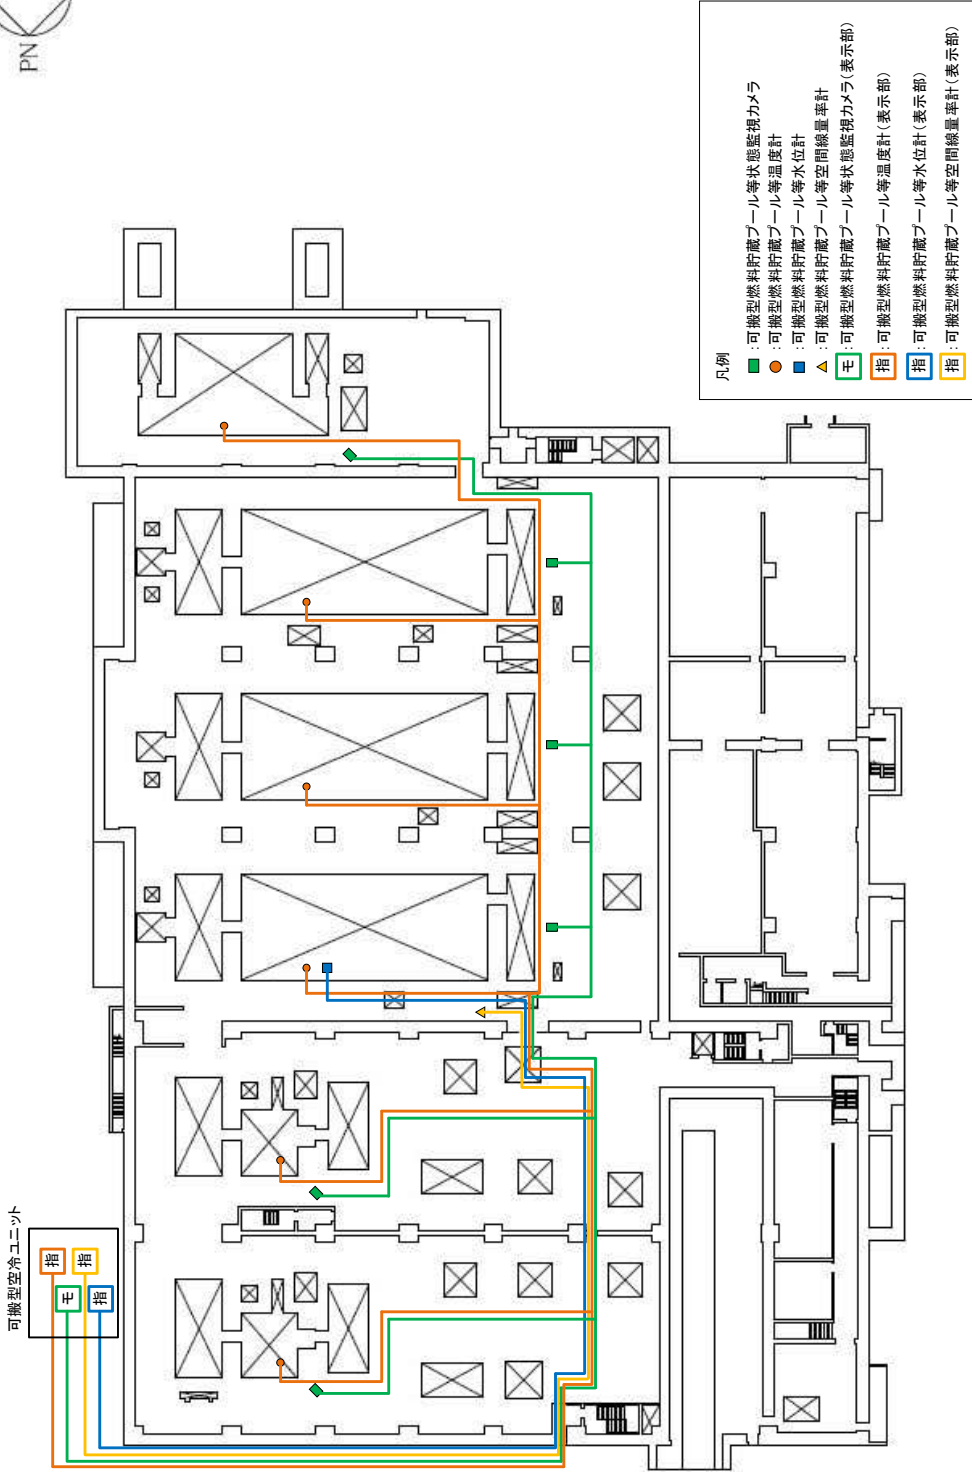 PN
凡例
：可搬型燃料貯蔵プール等状態監視カメラ
：可搬型燃料貯蔵プール等温度計
：可搬型燃料貯蔵プール等水位計
：可搬型燃料貯蔵プール等空間線量率計
モ：可搬型燃料貯蔵プール等状態監視カメラ（表示部）
指：可搬型燃料貯蔵プール等温度計（表示部）
指：可搬型燃料貯蔵プール等水位計（表示部）
指：可搬型燃料貯蔵プール等空間線量率計（表示部）
可搬型空冷ユニット
指
指
モ
指